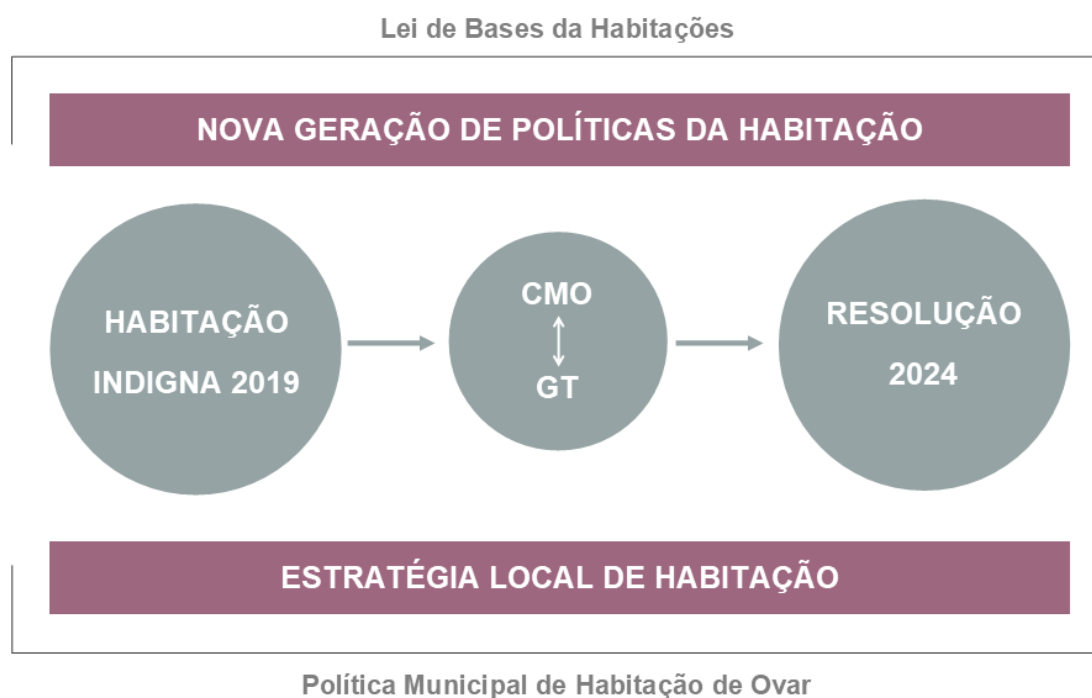 Lei de Bases da Habitações
NOVA GERAÇÃO DE POLÍTICAS DA HABITAÇÃO
HABITAÇÃO
INDIGNA 2019
CMO
GT
RESOLUÇÃO
2024
ESTRATÉGIA LOCAL DE HABITAÇÃO
Política Municipal de Habitação de Ovar